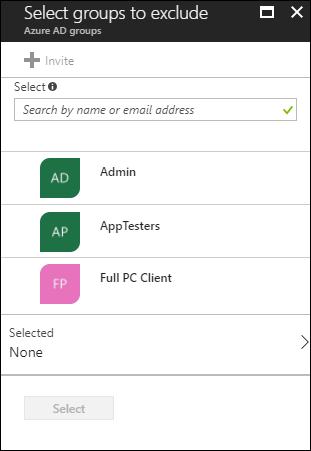 Select groups to exclude
Azure AD groups
Invite
Select
Search by name or email address
AD
Admin
AP
AppTesters
FP
Full PC Client
Selected
None
Select